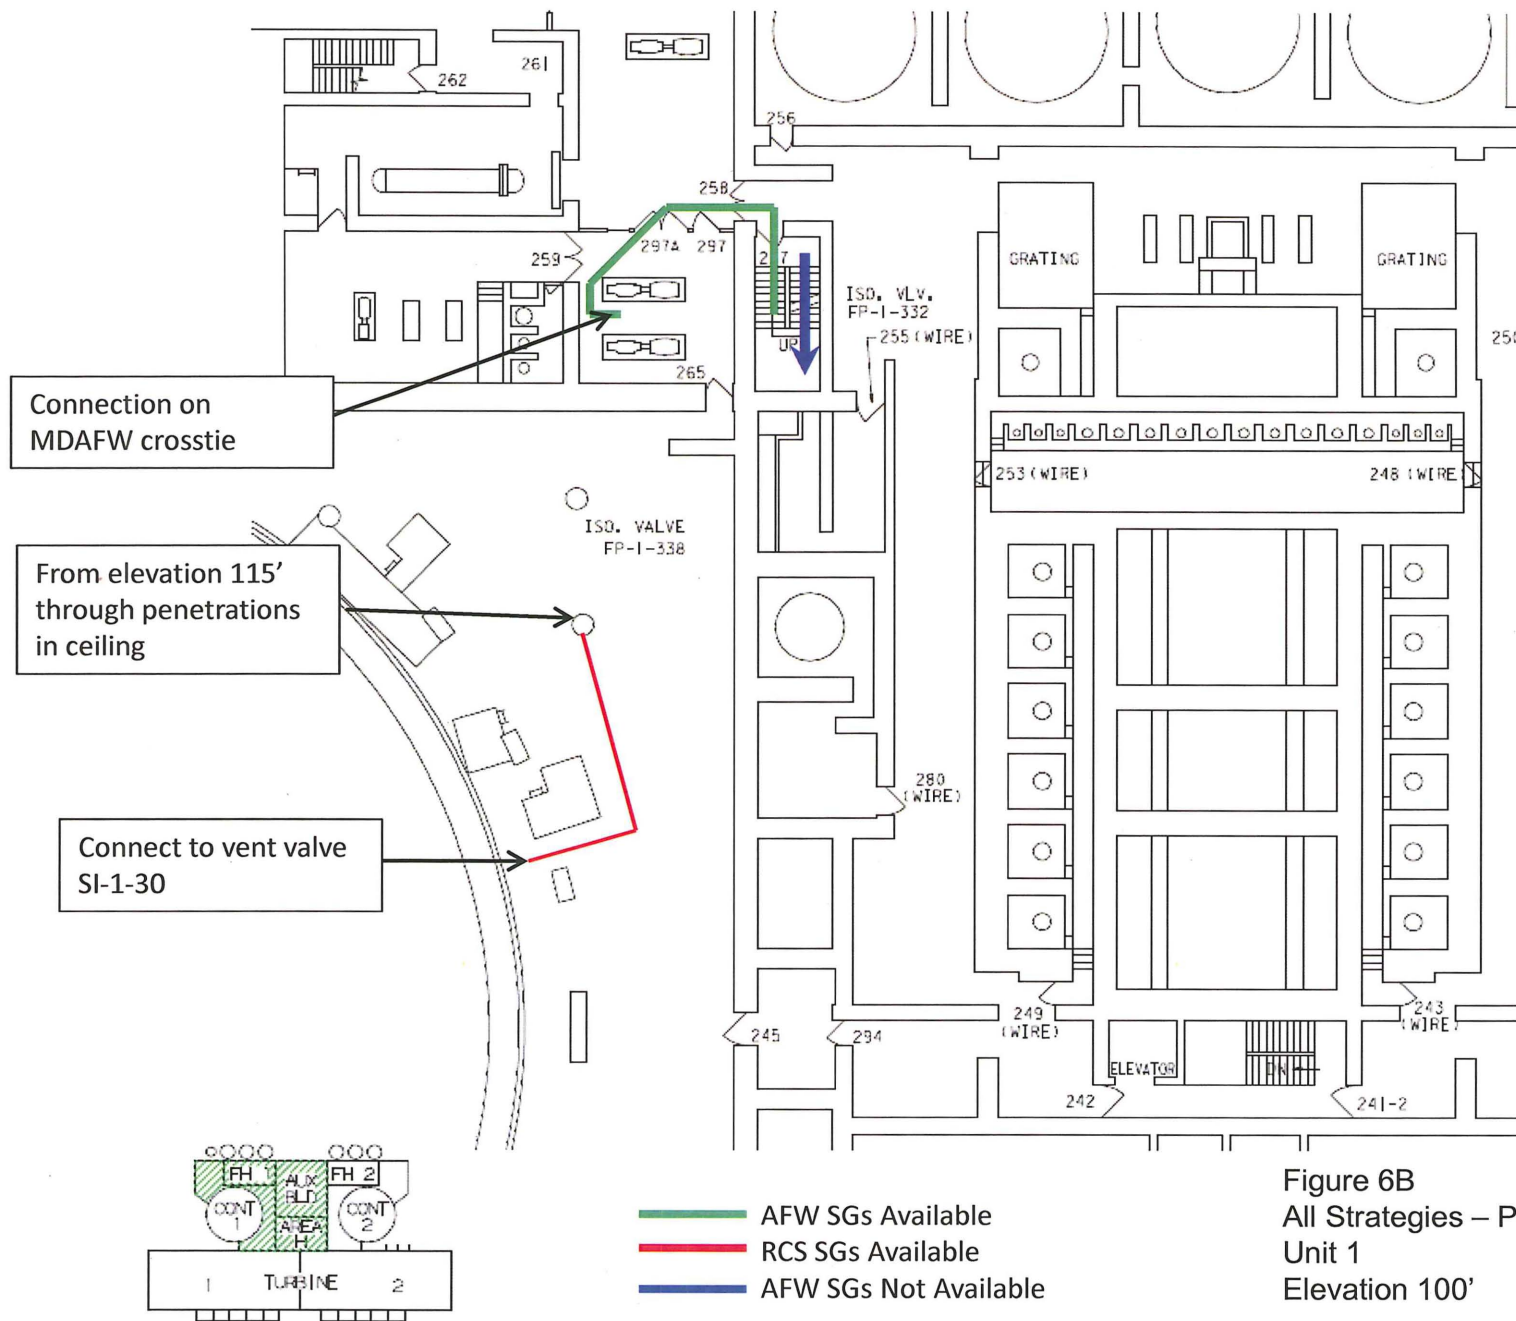 261
262
256
258
297A
297
259
GRATING
GRATING
ISO. VLV.
FP-1-332
255 (WIRE)
UP
265
Connection on
MDAFW crosstie
253 (WIRE)
248 (WIRE)
ISO. VALVE
FP-1-338
From elevation 115'
through penetrations
in ceiling
280
(WIRE)
Connect to vent valve
SI-1-30
249
(WIRE)
243
(WIRE)
245
294
ELEVATOR
DN
242
241-2
FH 1
AUX
BLD
FH 2
CONT
1
AREA
H
CONT
2
1 TURBINE 2
AFW SGs Available
RCS SGs Available
AFW SGs Not Available
Figure 6B
All Strategies – P
Unit 1
Elevation 100'